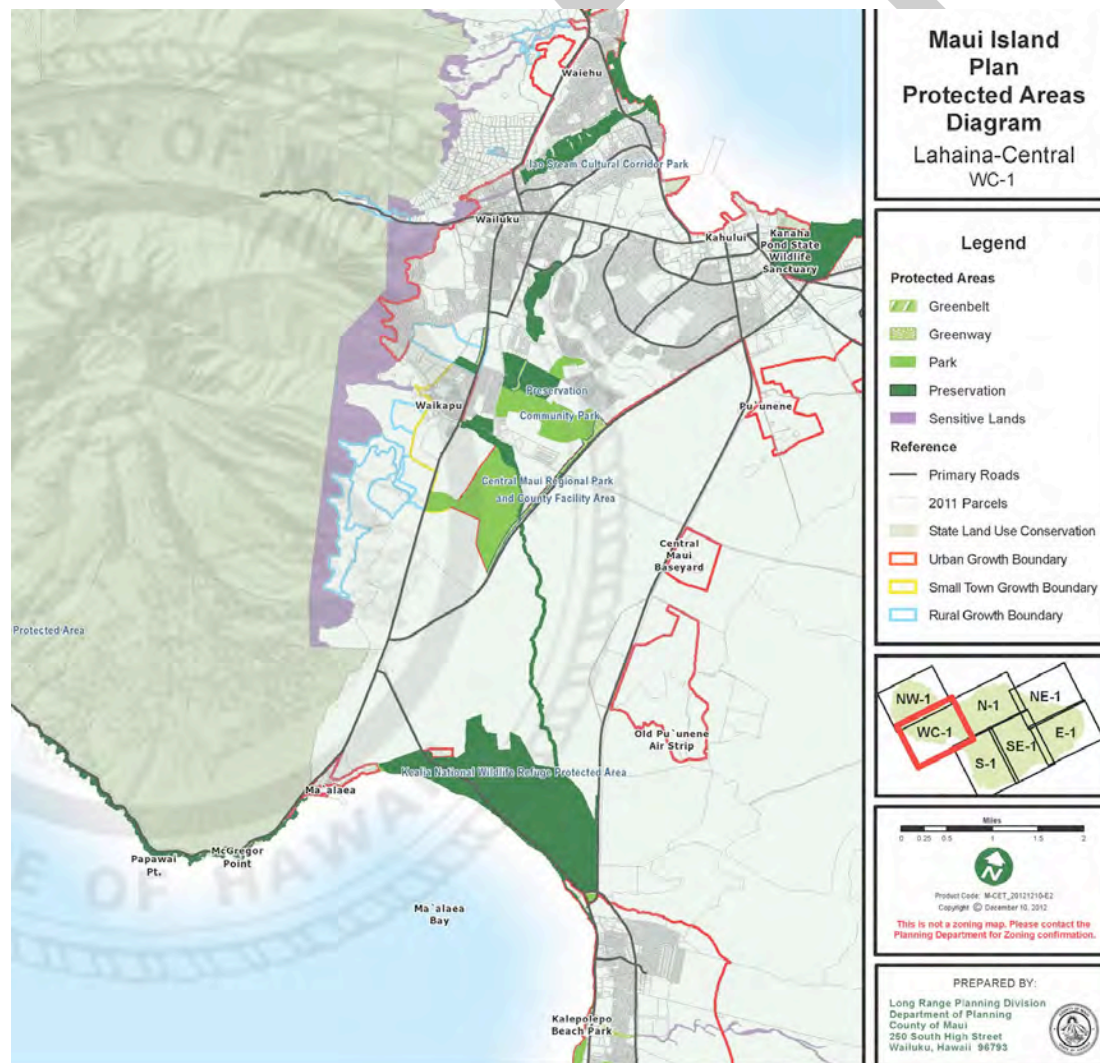 Maui Island
Plan
Protected Areas
Diagram
Lahaina-Central
WC-1
Legend
Protected Areas
Greenbelt
Greenway
Park
Preservation
Sensitive Lands
Reference
Primary Roads
2011 Parcels
State Land Use Conservation
Urban Growth Boundary
Small Town Growth Boundary
Rural Growth Boundary
NW-1
N-1
NE-1
WC-1
SE-1
E-1
S-1
Miles
0 0.25 0.5 1 1.5 2
N
Product Code: M-CET_20121210-E2
Copyright © December 10, 2012
This is not a zoning map. Please contact the
Planning Department for Zoning confirmation.
PREPARED BY:
Long Range Planning Division
Department of Planning
County of Maui
250 South High Street
Wailuku, Hawaii 96793
Waiehu
Iao Sream Cultural Corridor Park
Wailuku
Kahului
Kanaha
Pond State
Wildlife
Sanctuary
Preservation
Waikapu
Community Park
Pu`unene
Central Maui Regional Park
and County Facility Area
Central
Maui
Baseyard
Protected Area
Old Pu`unene
Air Strip
Kealia National Wildlife Refuge Protected Area
Ma`alaea
McGregor
Point
Papawai
Pt.
Ma`alaea
Bay
Kalepolepo
Beach Park
E OF HAWA